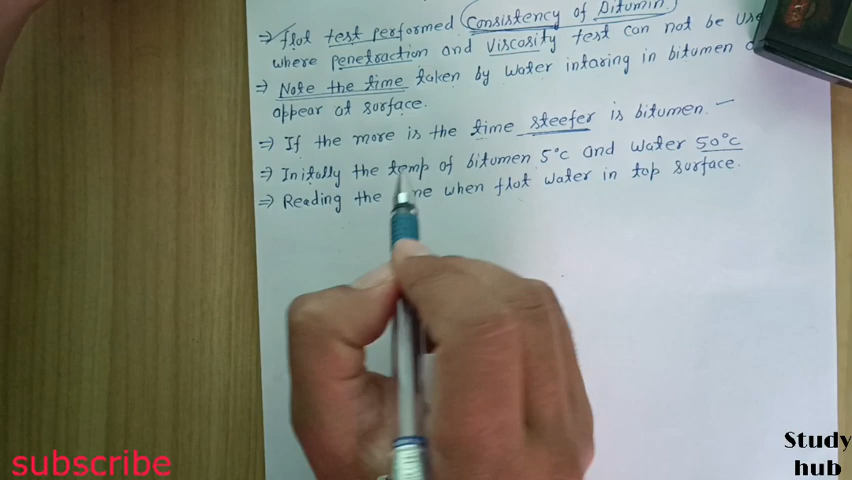 ⇒ flot test performed Consistency of Bitumin
where penetraction and Viscosity test can not be use
⇒ Note the time taken by water intaring in bitumen
appear at surface.
⇒ If the more is the time steefer is bitumen.
⇒ Initally the temp of bitumen 5°c and water 50°c
⇒ Reading the me when flot water in top surface.
subscribe
Study
hub